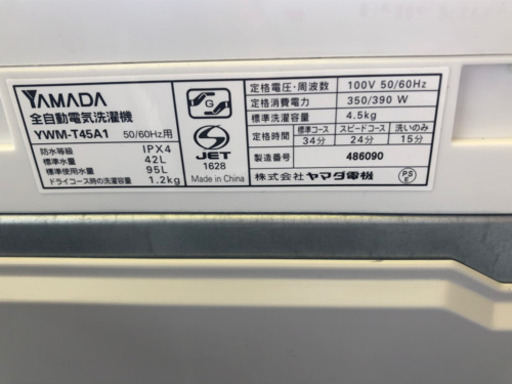 YAMADA
全自動電気洗濯機
YWM-T45A1 50/60Hz用
防水等級 IPX4
標準水量 42L
標準使用水量 95L
ドライコース時の洗濯容量 1.2kg
G
S
JET
1628
Made in China
定格電圧・周波数 100V 50/60Hz
定格消費電力 350/390 W
標準洗濯容量 4.5kg
標準コース スピードコース 洗いのみ
34分 24分 15分
製造番号 486090
株式会社 ヤマダ電機
PS
E